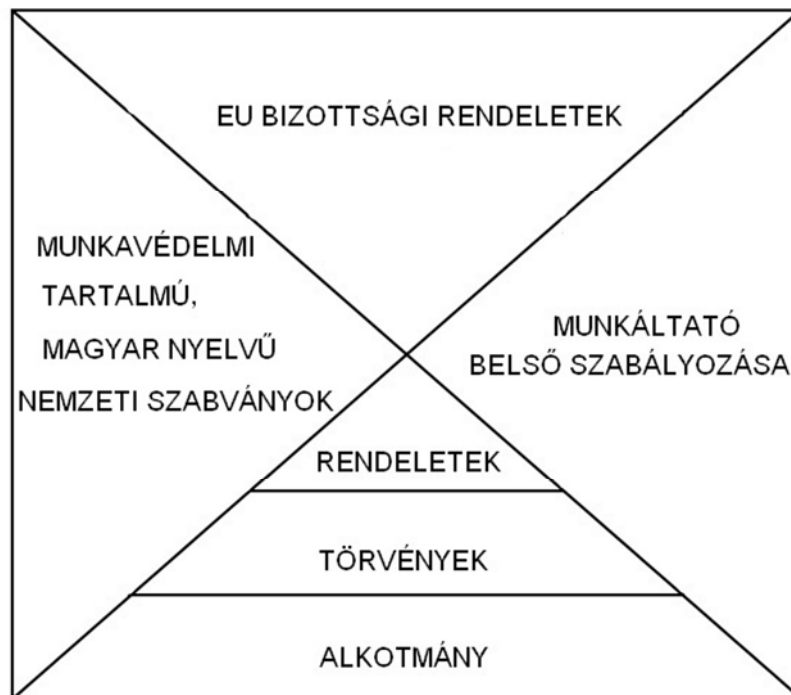 EU BIZOTTSÁGI RENDELETEK
MUNKAVÉDELMI
TARTALMÚ,
MAGYAR NYELVŰ
NEMZETI SZABVÁNYOK
MUNKÁLTATÓ
BELSŐ SZABÁLYOZÁSA
RENDELETEK
TÖRVÉNYEK
ALKOTMÁNY